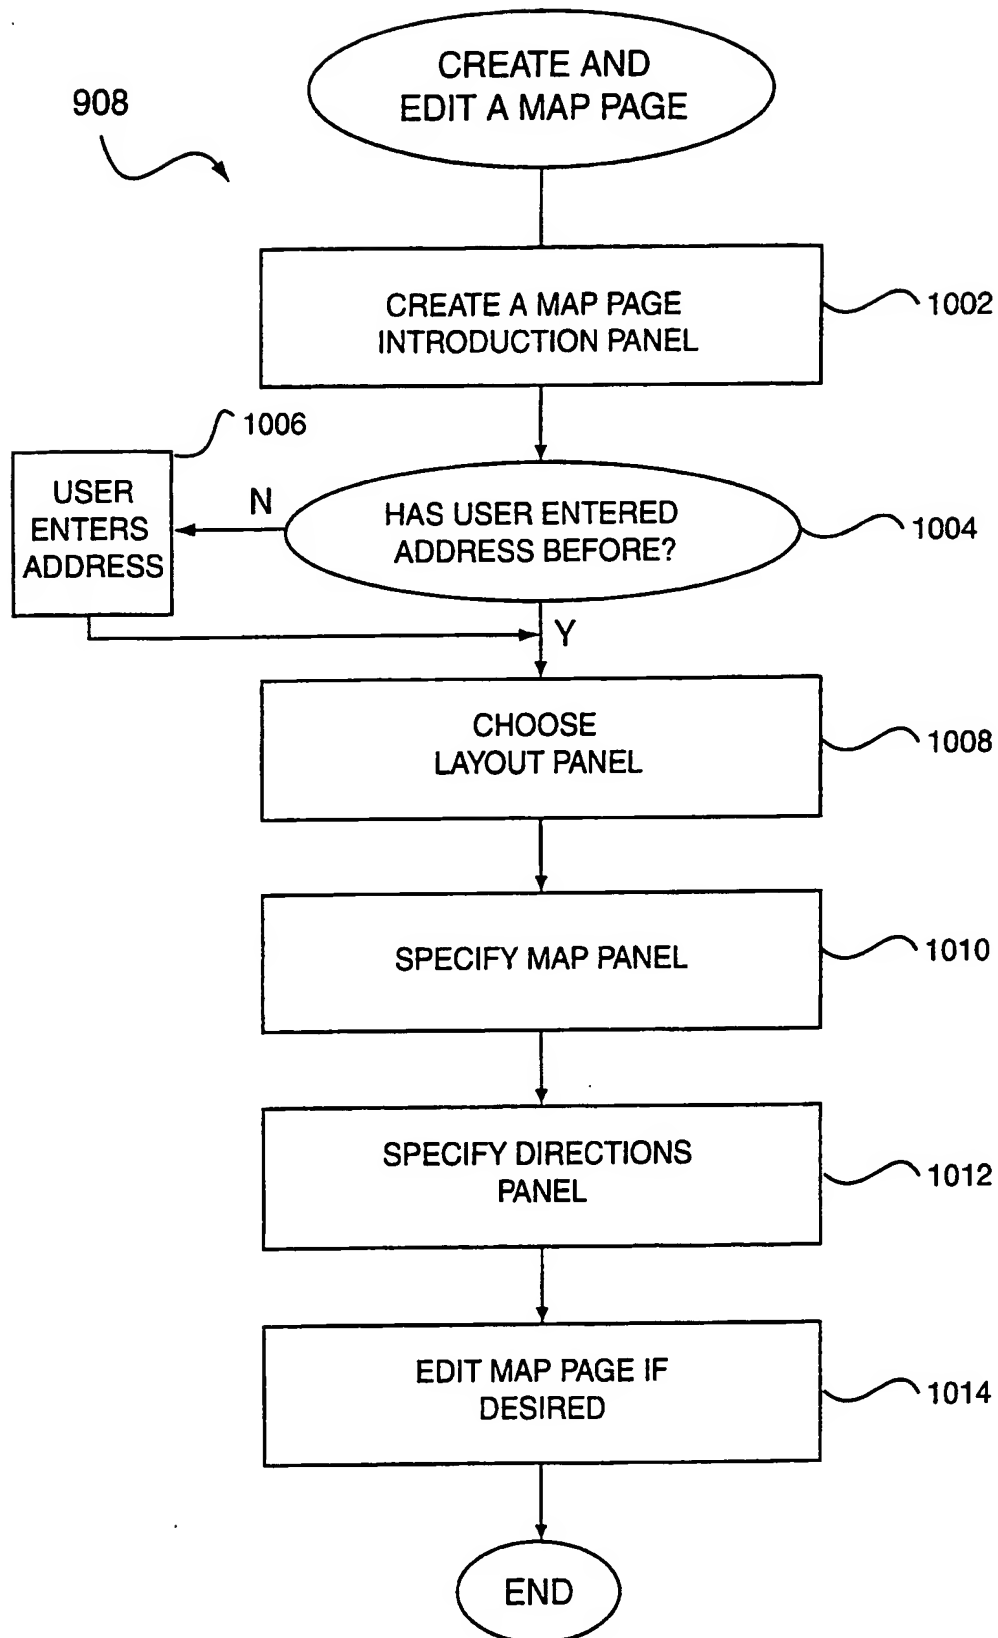 CREATE AND
EDIT A MAP PAGE
908
CREATE A MAP PAGE
INTRODUCTION PANEL
1002
1006
USER
ENTERS
ADDRESS
N
HAS USER ENTERED
ADDRESS BEFORE?
1004
Y
CHOOSE
LAYOUT PANEL
1008
SPECIFY MAP PANEL
1010
SPECIFY DIRECTIONS
PANEL
1012
EDIT MAP PAGE IF
DESIRED
1014
END